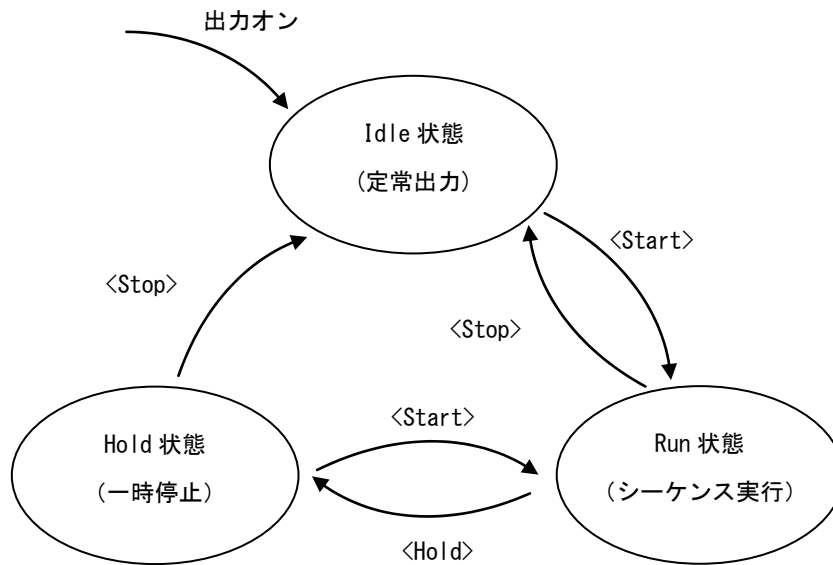 出力オン
Idle 状態
（定常出力）
<Start>
<Stop>
<Stop>
<Start>
Hold 状態
（一時停止）
Run 状態
（シーケンス実行）
<Hold>